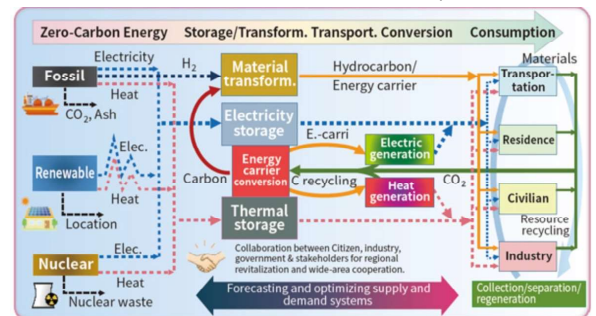 Zero-Carbon Energy
Storage/Transform. Transport. Conversion
Consumption
Electricity
Fossil
Heat
CO₂, Ash
H₂
Material
transform.
Hydrocarbon/
Energy carrier
Materials
Transpor-
tation
Electricity
storage
Elec.
Renewable
Heat
Location
E.-carri
Electric
generation
Residence
Energy
carrier
conversion
Carbon
C recycling
CO₂
Heat
generation
Thermal
storage
Civilian
Resource
recycling
Industry
Elec.
Nuclear
Heat
Nuclear waste
Collaboration between Citizen, industry,
government & stakeholders for regional
revitalization and wide-area cooperation.
Forecasting and optimizing supply and
demand systems
Collection/separation/
regeneration